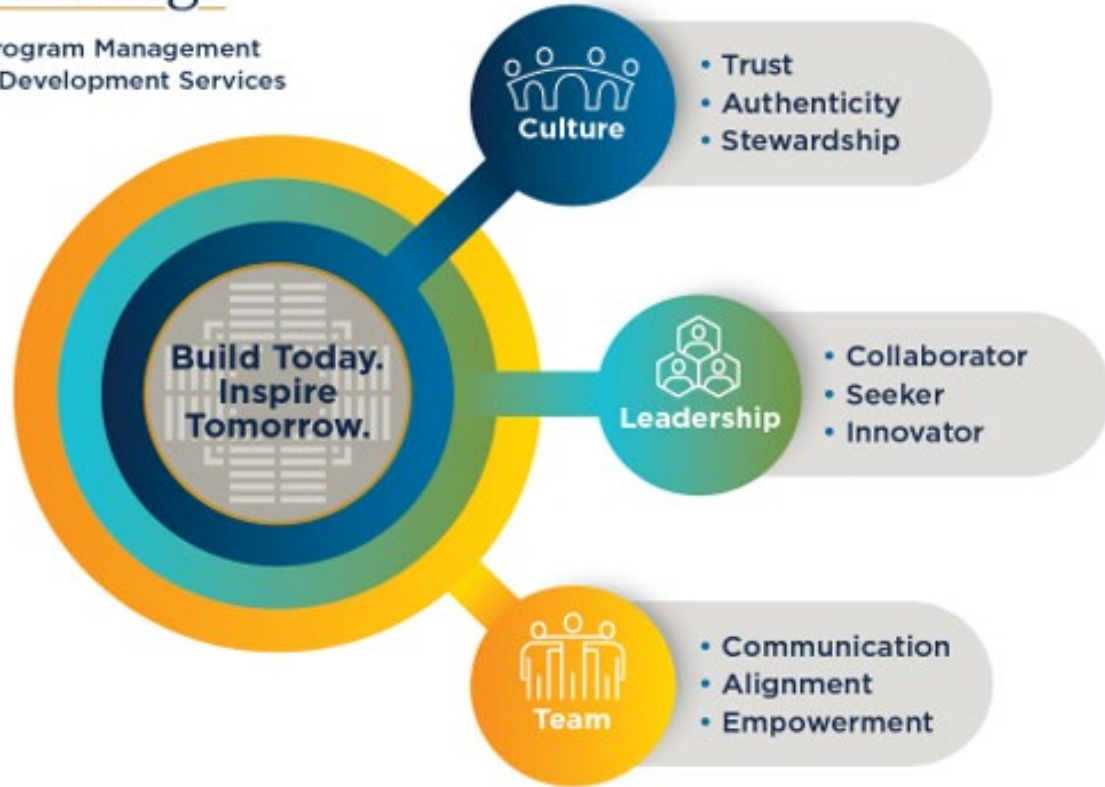 Program Management
Development Services
Culture
• Trust
• Authenticity
• Stewardship
Build Today.
Inspire
Tomorrow.
Leadership
• Collaborator
• Seeker
• Innovator
Team
• Communication
• Alignment
• Empowerment